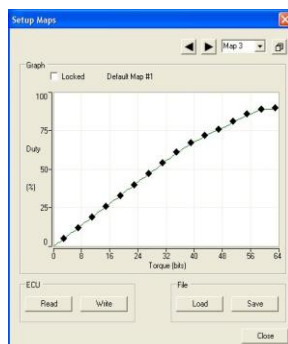 Setup Maps
Map 3
Graph
Locked
Default Map #1
100
75
Duty
50
(%)
25
0
0 8 16 24 32 40 48 56 64
Torque (bits)
ECU
Read
Write
File
Load
Save
Close